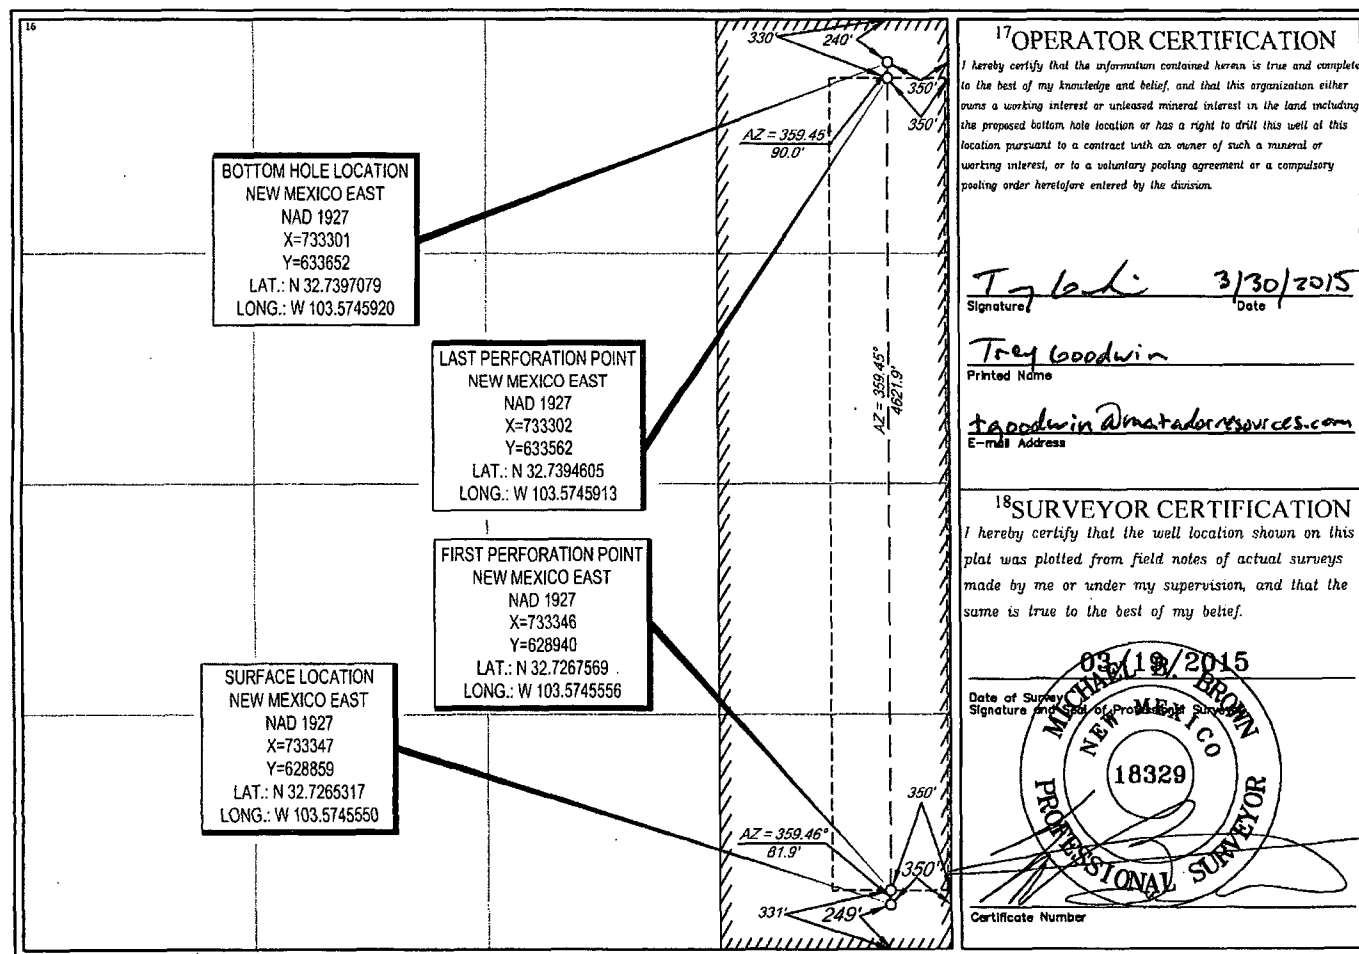 16
330'
240'
350'
350'
AZ = 359.45°
90.0'
BOTTOM HOLE LOCATION
NEW MEXICO EAST
NAD 1927
X=733301
Y=633652
LAT.: N 32.7397079
LONG.: W 103.5745920
LAST PERFORATION POINT
NEW MEXICO EAST
NAD 1927
X=733302
Y=633562
LAT.: N 32.7394605
LONG.: W 103.5745913
AZ = 359.45°
4621.9'
FIRST PERFORATION POINT
NEW MEXICO EAST
NAD 1927
X=733346
Y=628940
LAT.: N 32.7267569
LONG.: W 103.5745556
SURFACE LOCATION
NEW MEXICO EAST
NAD 1927
X=733347
Y=628859
LAT.: N 32.7265317
LONG.: W 103.5745550
350'
AZ = 359.46°
81.9'
350'
331'
249'
17OPERATOR CERTIFICATION
I hereby certify that the information contained herein is true and complete
to the best of my knowledge and belief, and that this organization either
owns a working interest or unleased mineral interest in the land including
the proposed bottom hole location or has a right to drill this well at this
location pursuant to a contract with an owner of such a mineral or
working interest, or to a voluntary pooling agreement or a compulsory
pooling order heretofore entered by the division.
3/30/2015
Signature Date
Trey Goodwin
Printed Name
tgoodwin@matadorresources.com
E-mail Address
18SURVEYOR CERTIFICATION
I hereby certify that the well location shown on this
plat was plotted from field notes of actual surveys
made by me or under my supervision, and that the
same is true to the best of my belief.
03/19/2015
Date of Survey
Signature and Seal of Professional Surveyor
MICHAEL B. BROWN
NEW MEXICO
18329
PROFESSIONAL SURVEYOR
Certificate Number